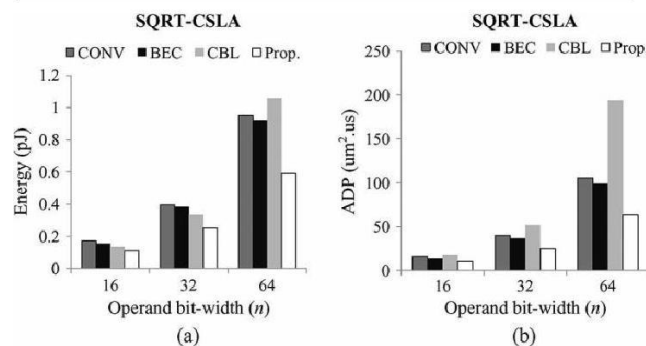 SQRT-CSLA
CONV BEC CBL Prop.
1.2
1
0.8
0.6
0.4
0.2
0
Energy (pJ)
16 32 64
Operand bit-width (n)
(a)
SQRT-CSLA
CONV BEC CBL Prop.
250
200
150
100
50
0
ADP (um².us)
16 32 64
Operand bit-width (n)
(b)